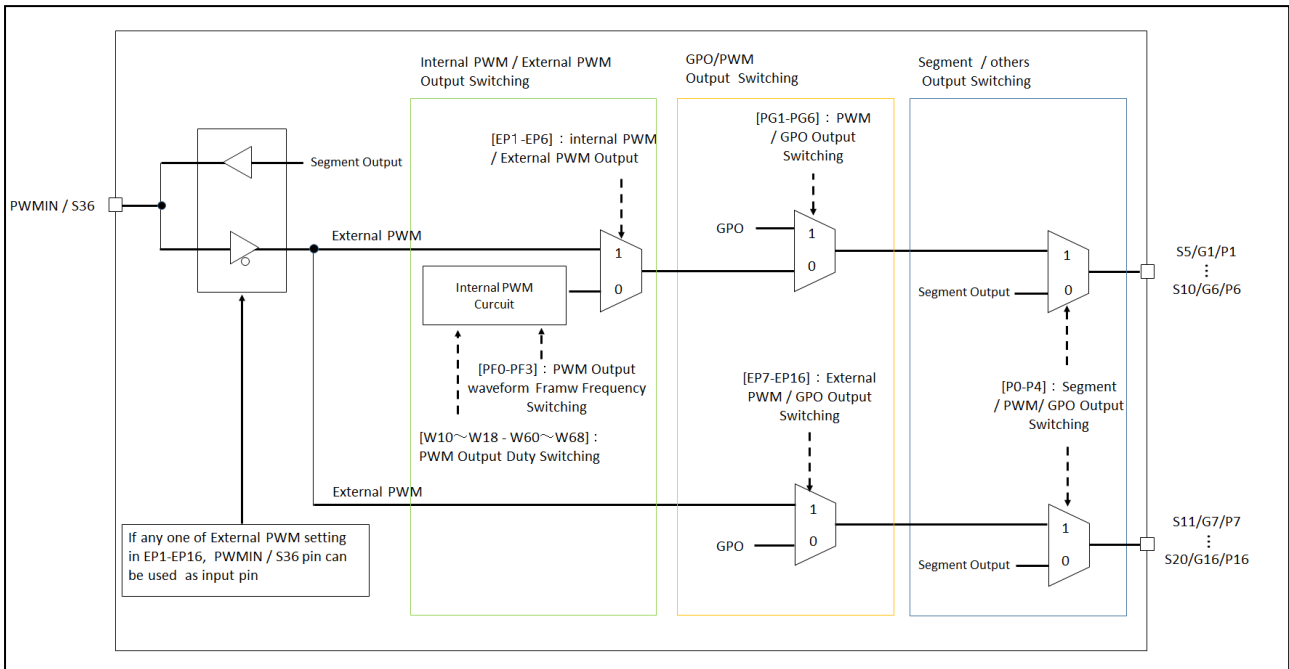 Internal PWM / External PWM
Output Switching
GPO/PWM
Output Switching
Segment / others
Output Switching
[EP1-EP6] : internal PWM
/ External PWM Output
[PG1-PG6] : PWM
/ GPO Output
Switching
Segment Output
PWMIN / S36
External PWM
1
0
Internal PWM
Curcuit
GPO
1
0
1
0
Segment Output
S5/G1/P1
⋮
S10/G6/P6
[PF0-PF3] : PWM Output
waveform Framw Frequency
Switching
[W10～W18 - W60～W68] :
PWM Output Duty Switching
[EP7-EP16] : External
PWM / GPO Output
Switching
[P0-P4] : Segment
/ PWM/ GPO Output
Switching
External PWM
1
0
GPO
1
0
Segment Output
S11/G7/P7
⋮
S20/G16/P16
If any one of External PWM setting
in EP1-EP16, PWMIN / S36 pin can
be used as input pin